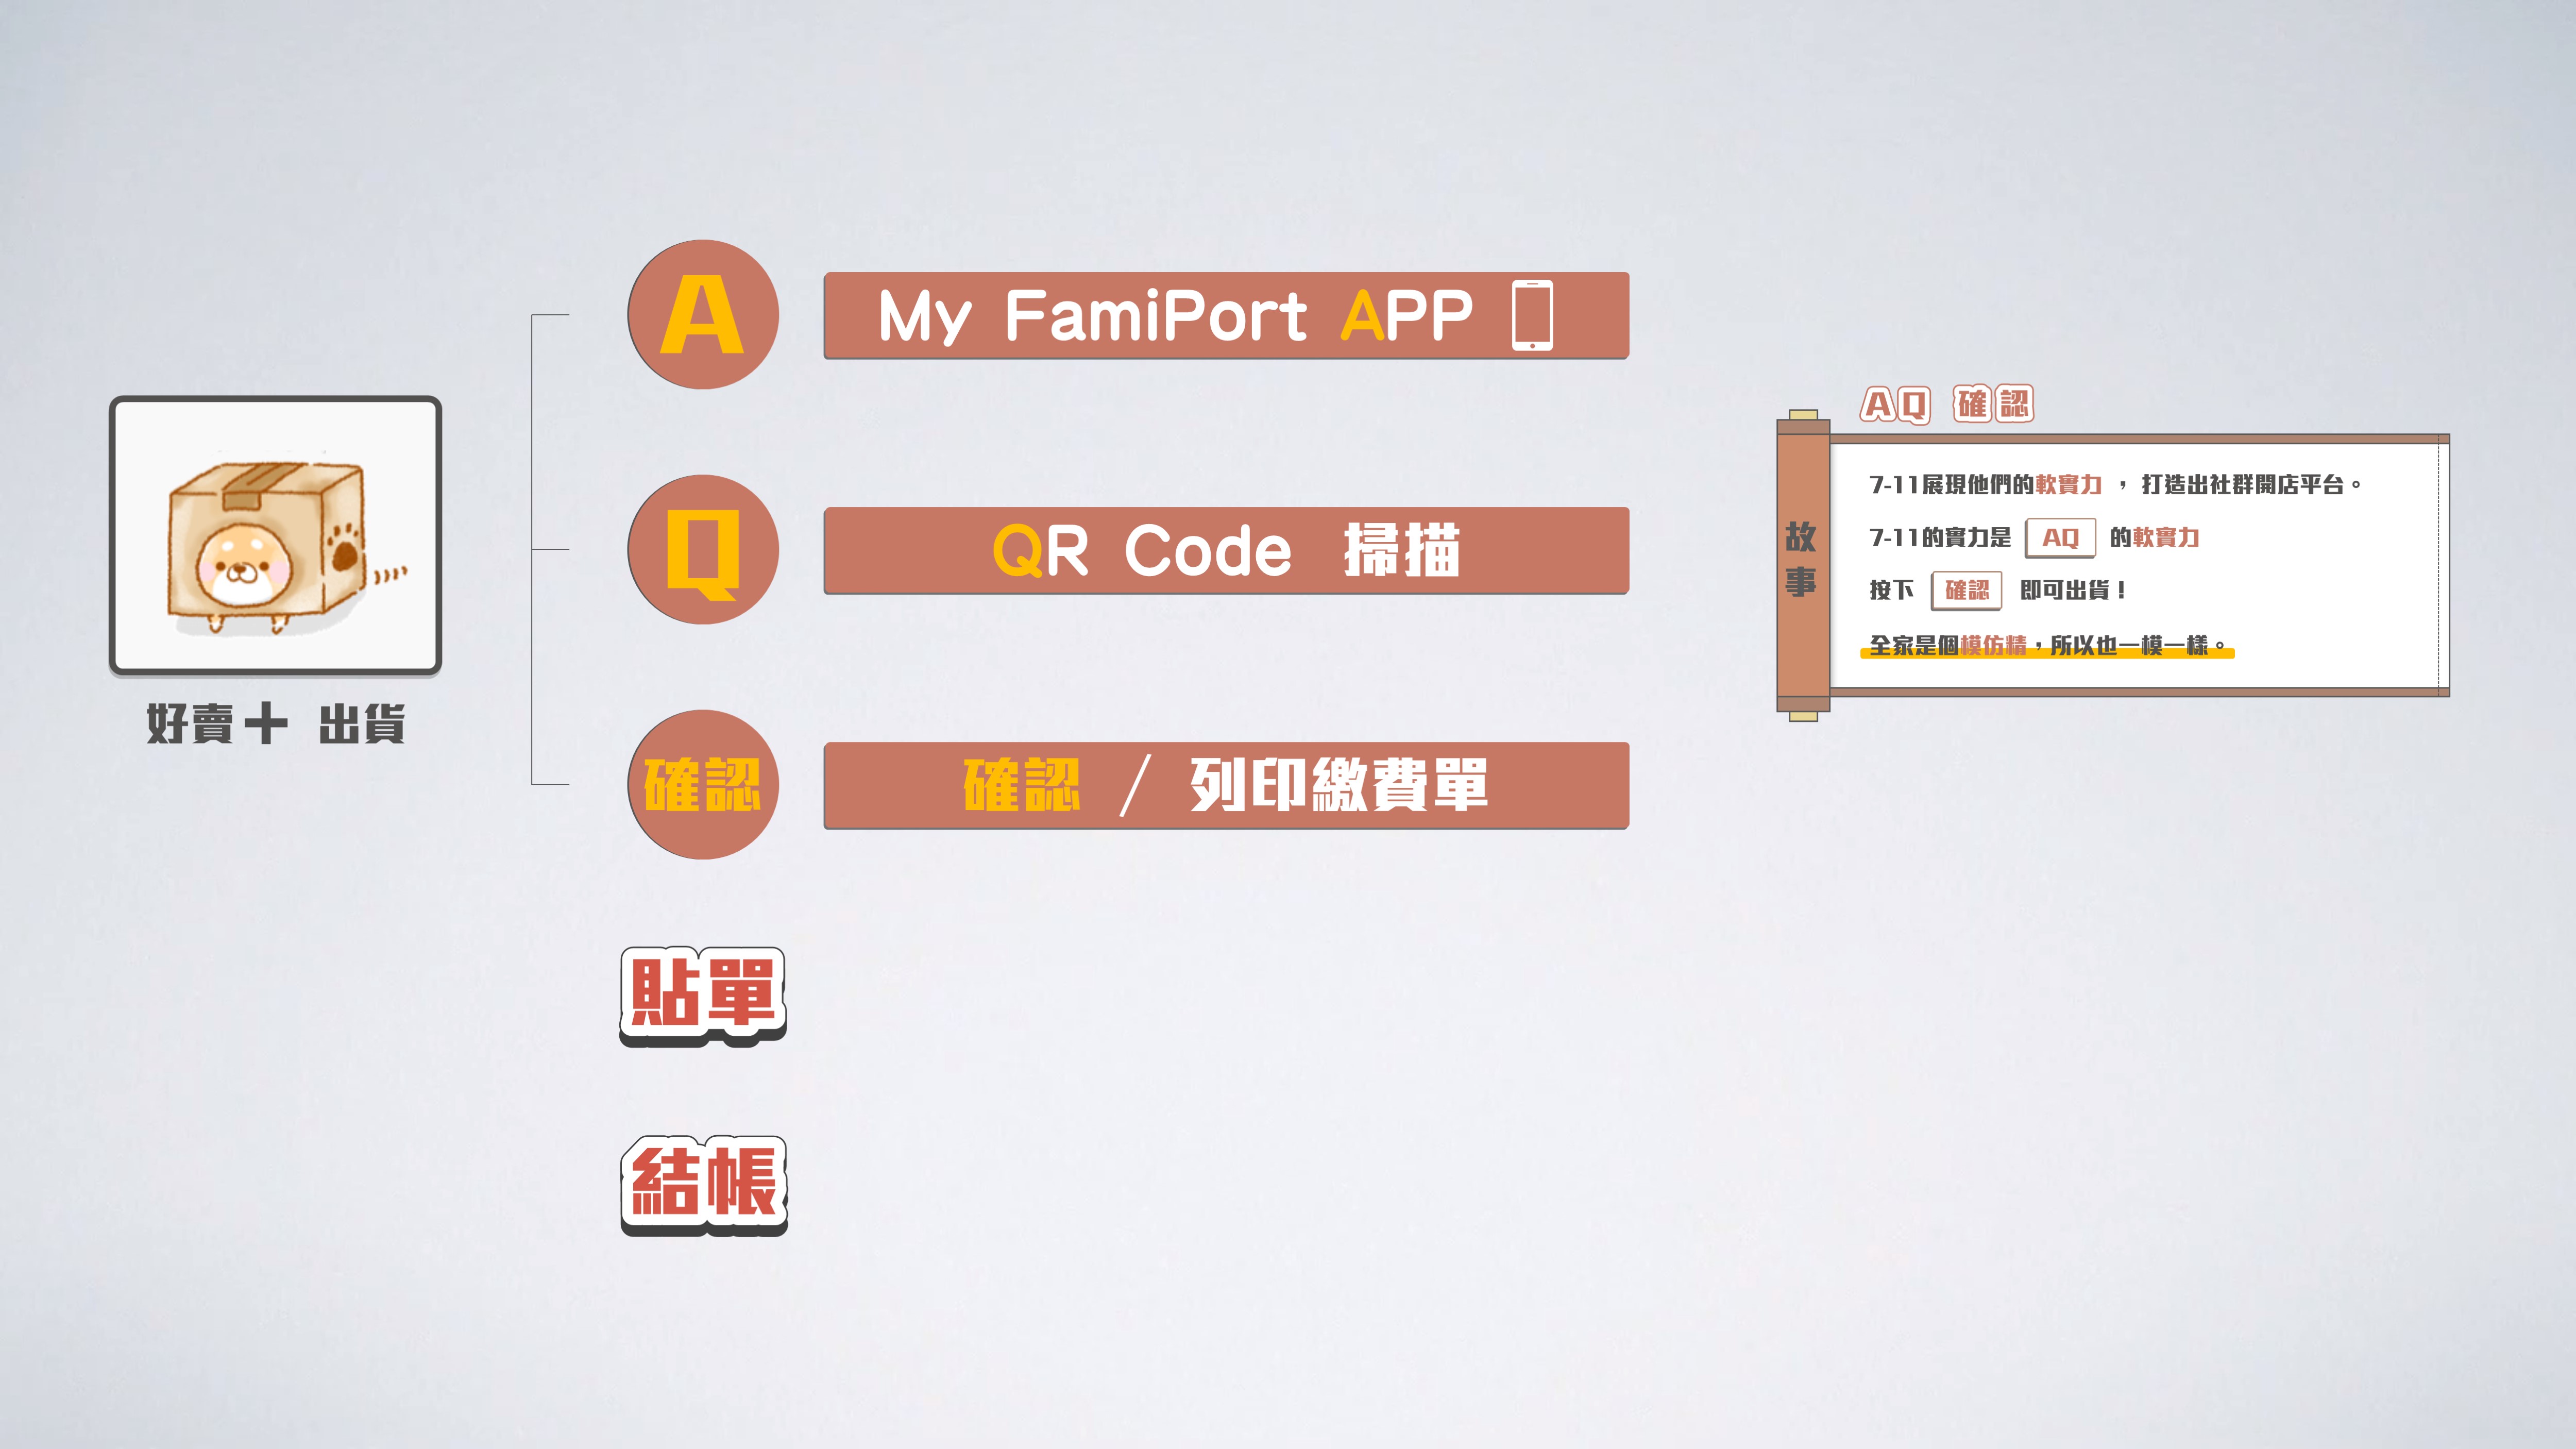 好賣＋ 出貨
A
My FamiPort APP
Q
QR Code 掃描
確認
確認 / 列印繳費單
貼單
結帳
AQ 確認
故事
7-11展現他們的軟實力，打造出社群開店平台。
7-11的實力是 AQ 的軟實力
按下 確認 即可出貨！
全家是個模仿精，所以也一模一樣。